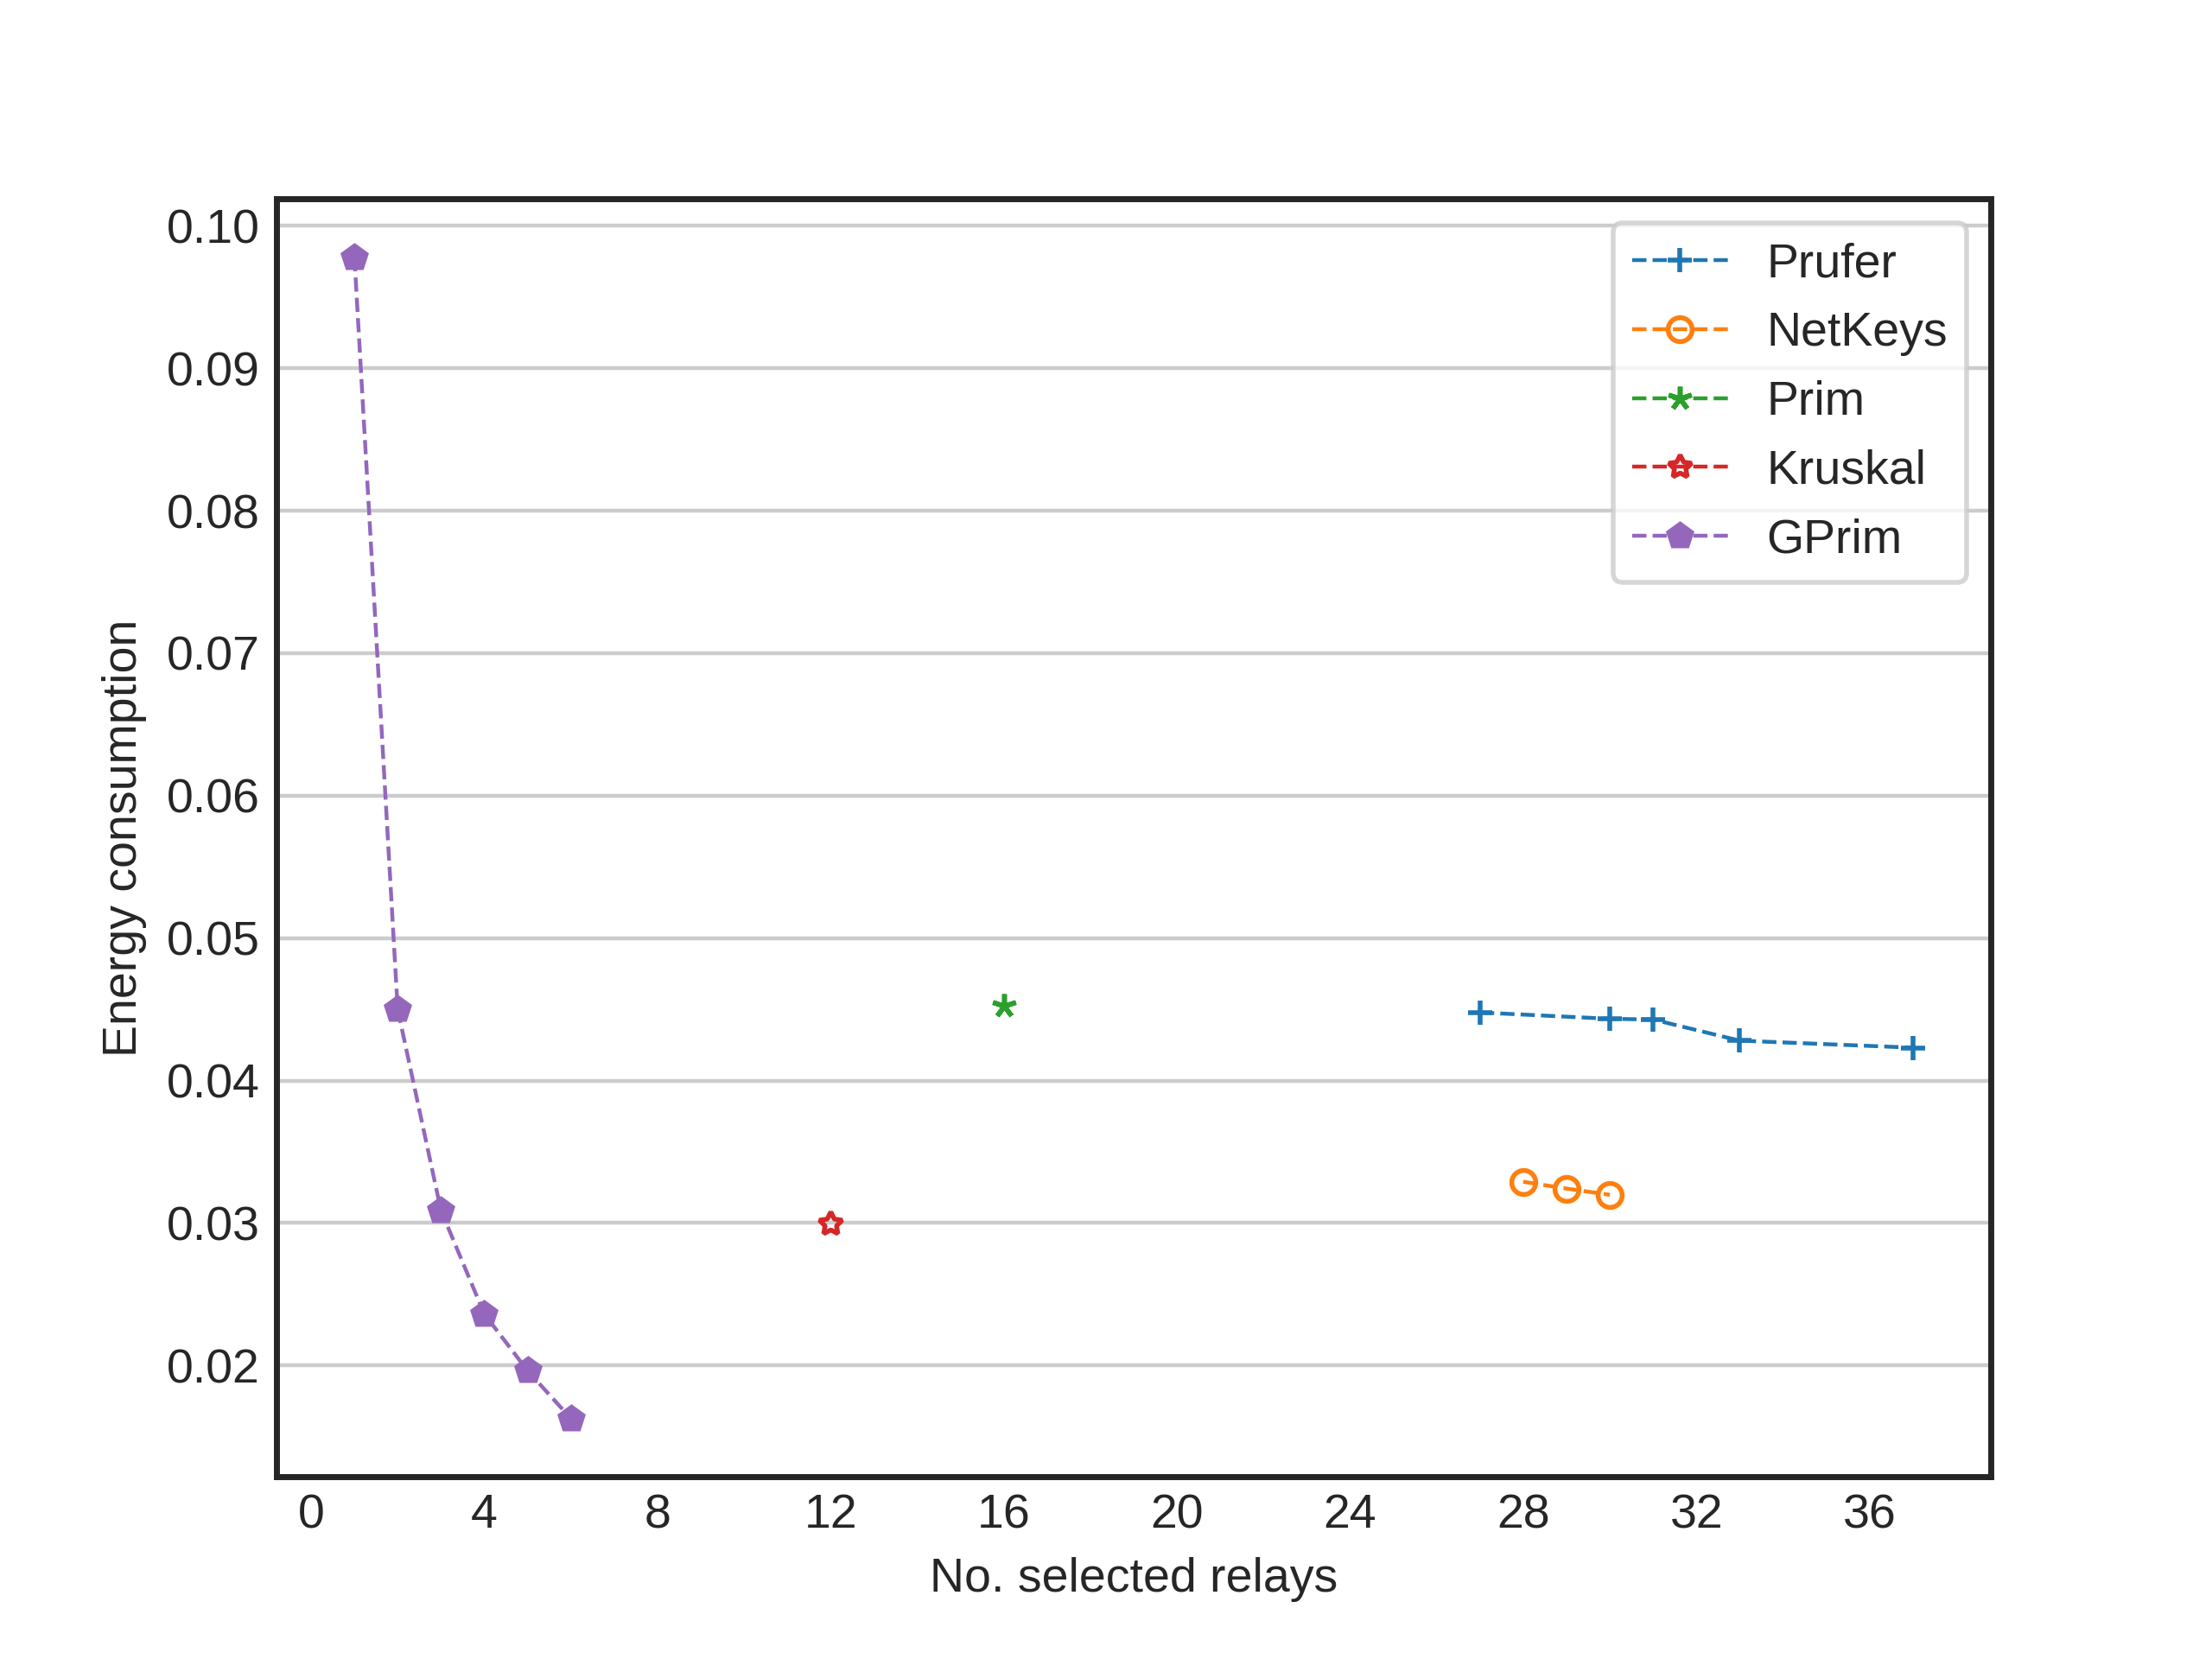 0.10
0.09
0.08
0.07
0.06
0.05
0.04
0.03
0.02
Energy consumption
Prufer
NetKeys
Prim
Kruskal
GPrim
0 4 8 12 16 20 24 28 32 36
No. selected relays